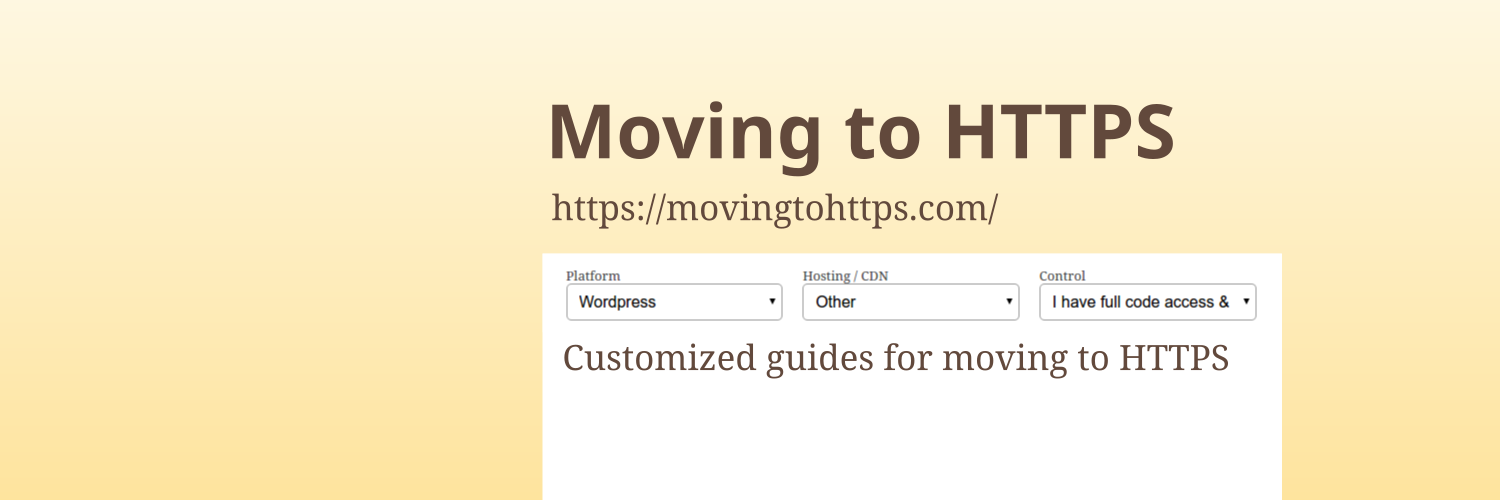 Moving to HTTPS
https://movingtohttps.com/
Platform Hosting / CDN Control
Wordpress Other I have full code access &
Customized guides for moving to HTTPS